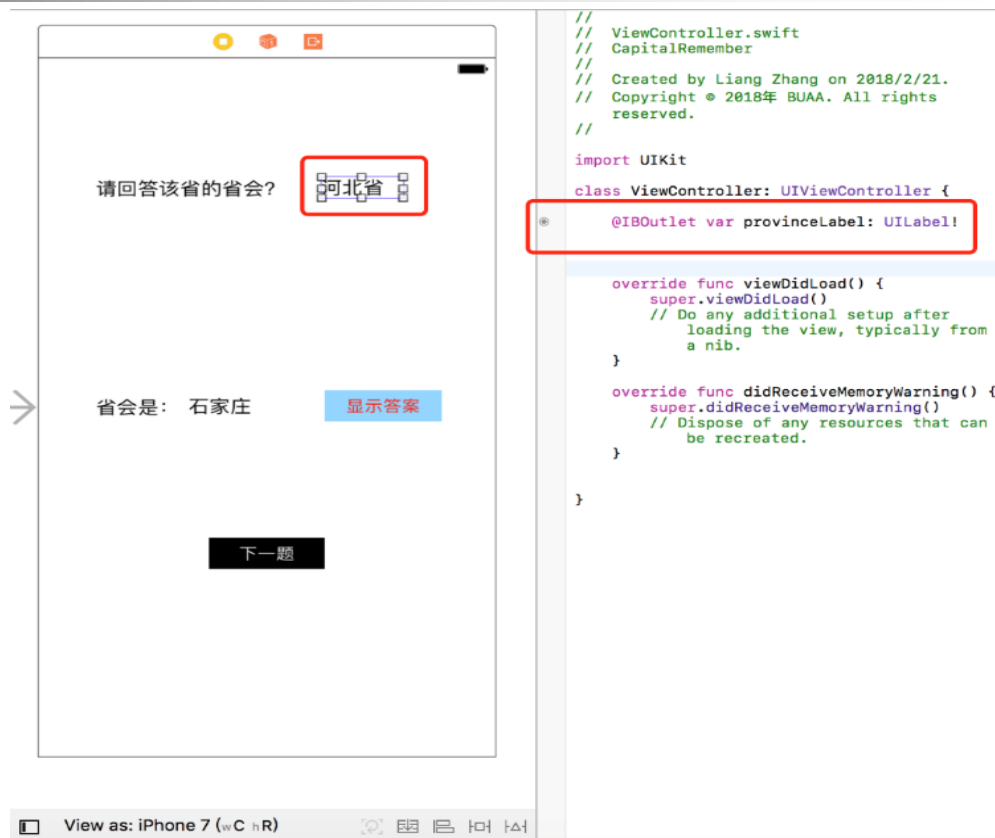 请回答该省的省会?
河北省
省会是: 石家庄
显示答案
下一题
View as: iPhone 7 (wC hR)
//
// ViewController.swift
// CapitalRemember
//
// Created by Liang Zhang on 2018/2/21.
// Copyright © 2018年 BUAA. All rights
reserved.
//
import UIKit
class ViewController: UIViewController {
@IBOutlet var provinceLabel: UILabel!
override func viewDidLoad() {
super.viewDidLoad()
// Do any additional setup after
loading the view, typically from
a nib.
}
override func didReceiveMemoryWarning() {
super.didReceiveMemoryWarning()
// Dispose of any resources that can
be recreated.
}
}